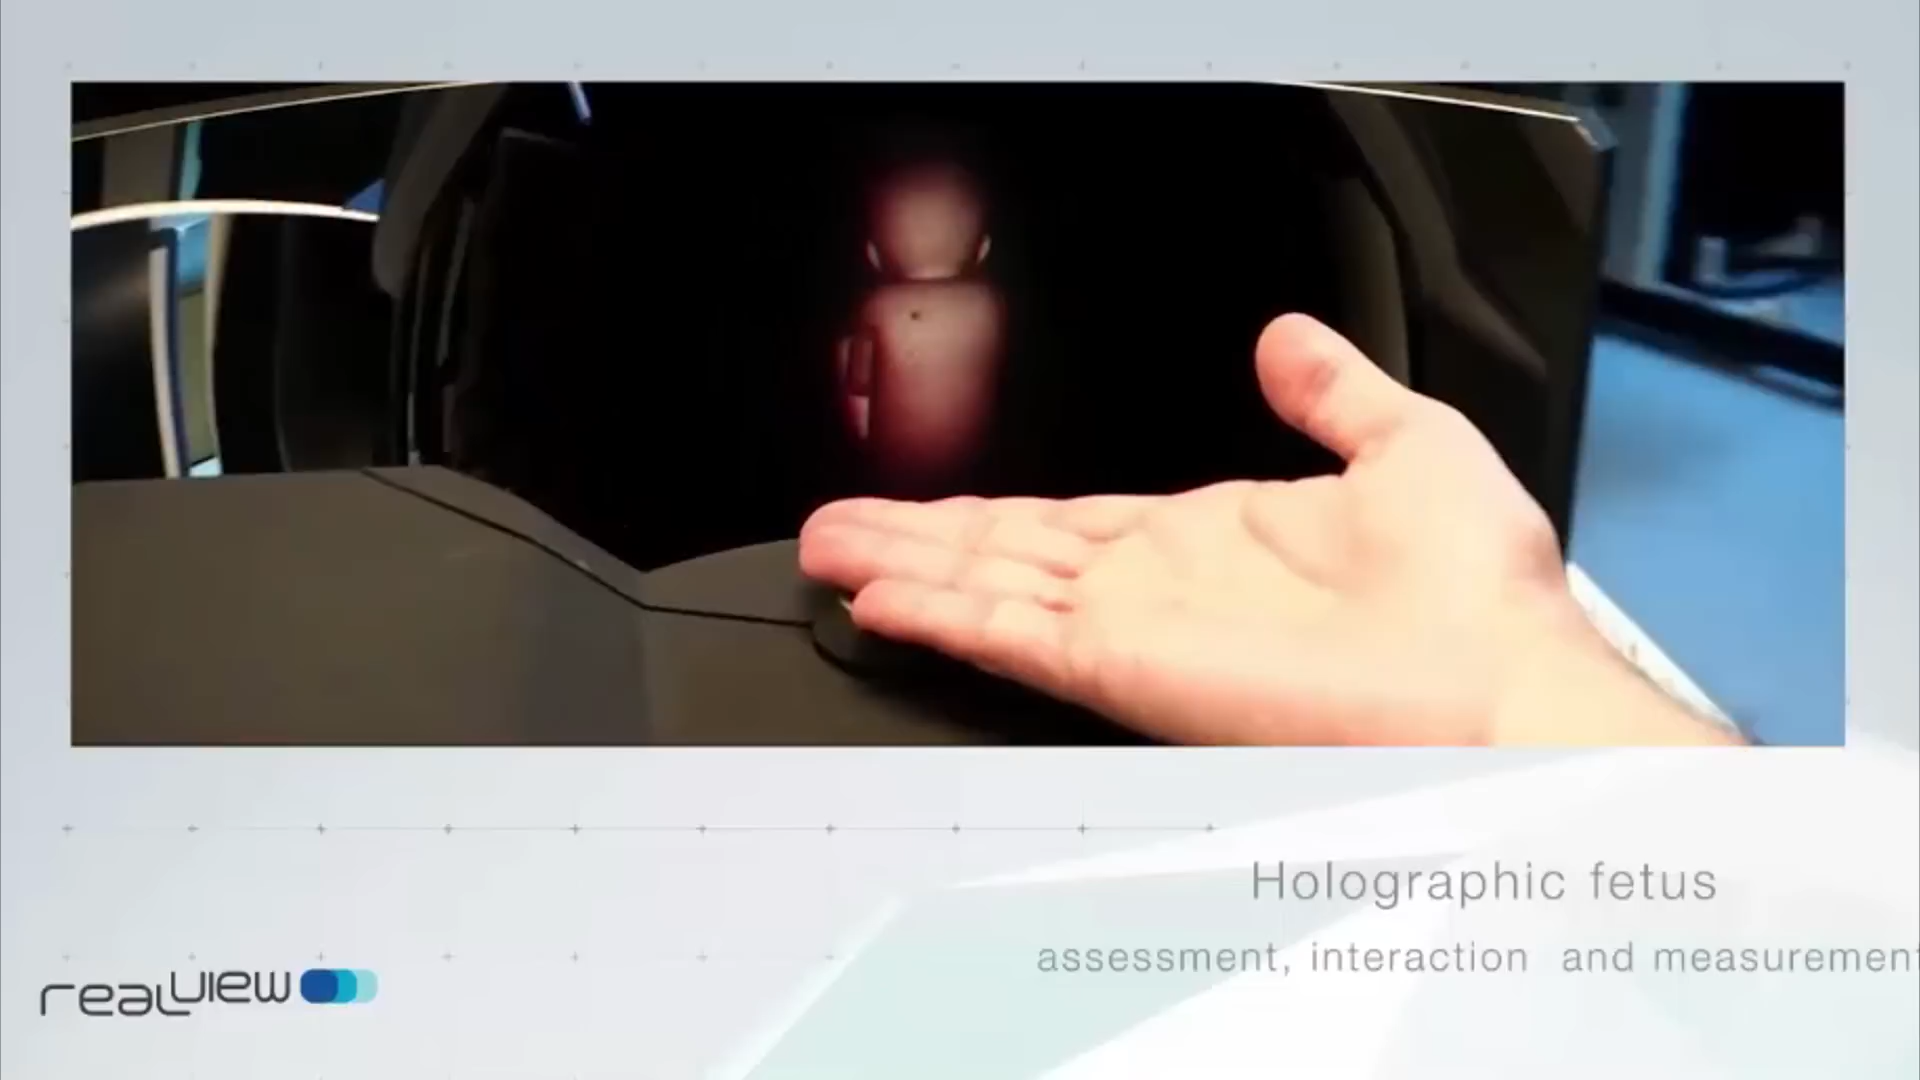 Holographic fetus
assessment, interaction and measurement
realview